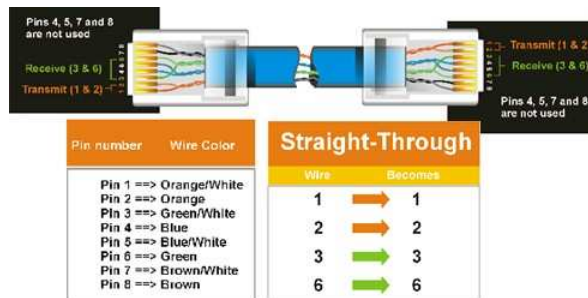 Pins 4, 5, 7 and 8
are not used
Receive (3 & 6)
Transmit (1 & 2)
Transmit (1 & 2)
Receive (3 & 6)
Pins 4, 5, 7 and 8
are not used
Pin number Wire Color
Pin 1 ==> Orange/White
Pin 2 ==> Orange
Pin 3 ==> Green/White
Pin 4 ==> Blue
Pin 5 ==> Blue/White
Pin 6 ==> Green
Pin 7 ==> Brown/White
Pin 8 ==> Brown
Straight-Through
Wire Becomes
1 1
2 2
3 3
6 6